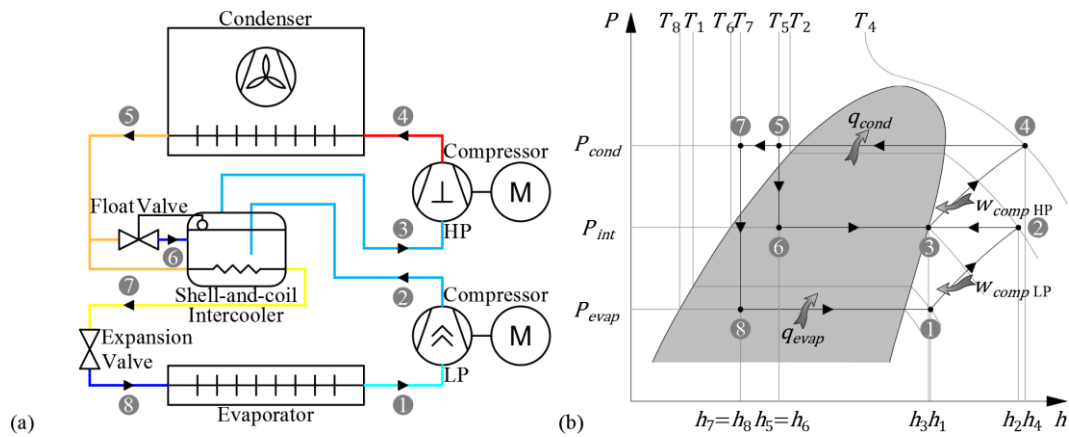 Condenser
5
4
Compressor
M
HP
Float Valve
3
6
7
2
Shell-and-coil
Intercooler
Compressor
M
LP
Expansion
Valve
8
1
Evaporator
(a)
P
T8 T1 T6 T7 T5 T2 T4
qcond
7 5 4
Pcond
wcomp HP
Pint
6 3 2
wcomp LP
Pevap
8 1
qevap
h7=h8 h5=h6 h3 h1 h2 h4 h
(b)